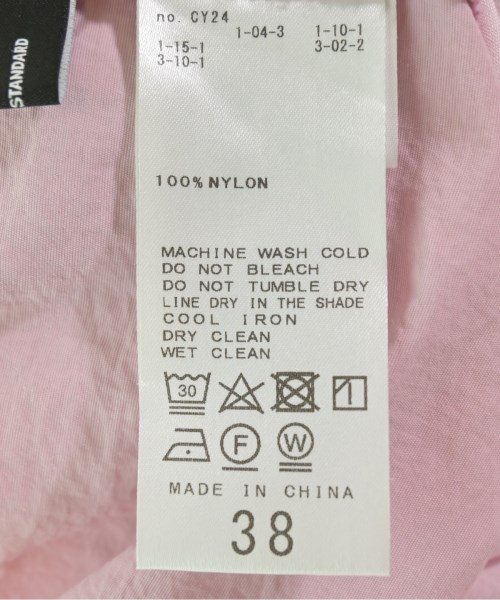 STANDARD
no. CY24
1-04-3 1-10-1
1-15-1 3-02-2
3-10-1
100% NYLON
MACHINE WASH COLD
DO NOT BLEACH
DO NOT TUMBLE DRY
LINE DRY IN THE SHADE
COOL IRON
DRY CLEAN
WET CLEAN
30
F W
MADE IN CHINA
38